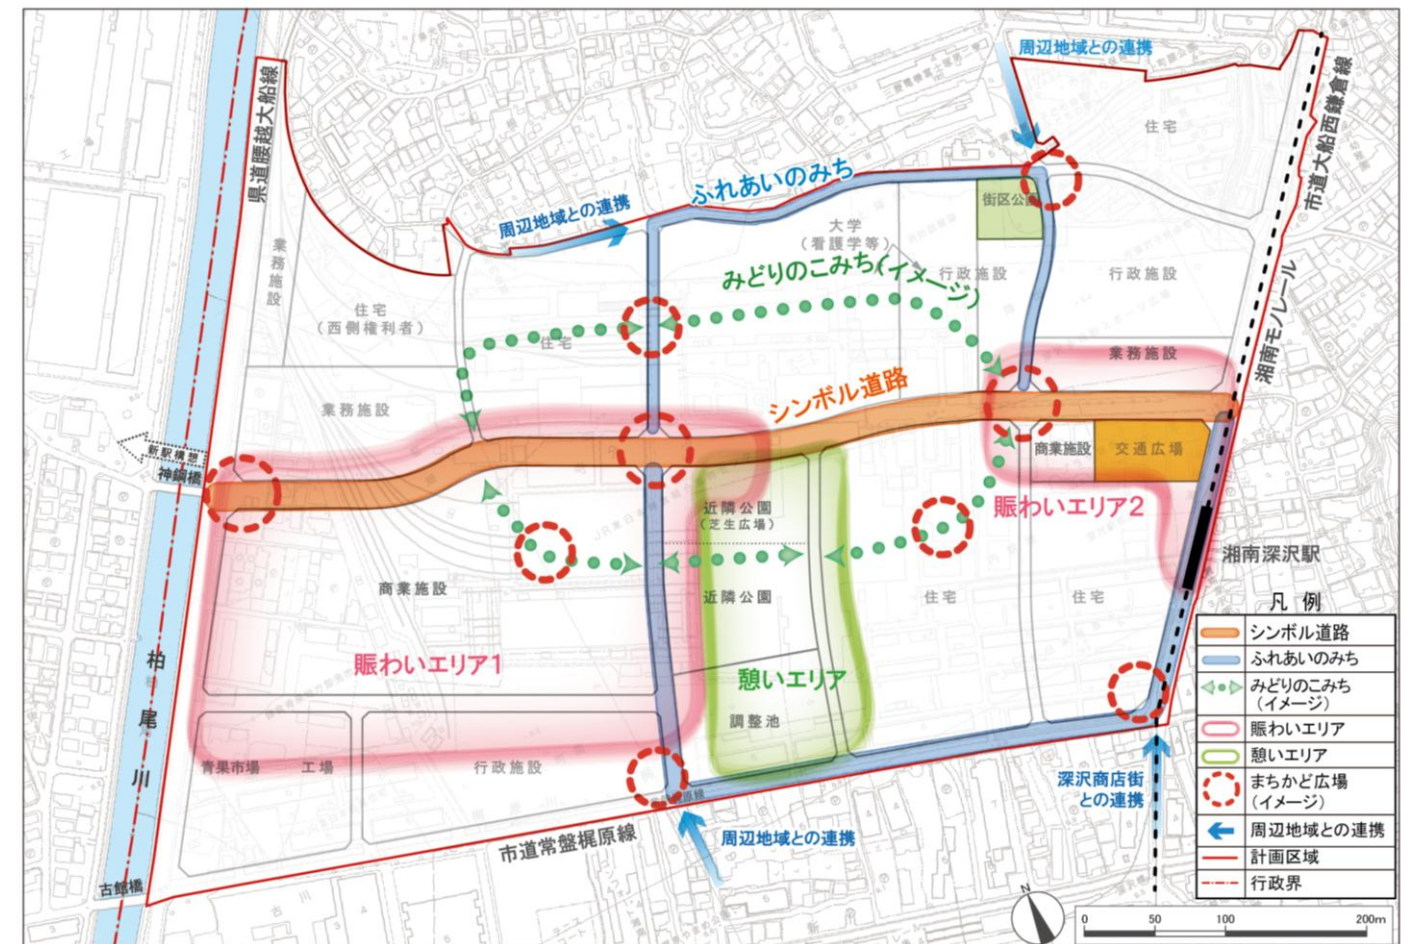 周辺地域との連携
県道腰越大船線
市道大船西鎌倉線
住宅
ふれあいのみち
周辺地域との連携
街区公園
大学
(看護学等)
業務施設
みどりのこみち(イメージ)
行政施設
行政施設
住宅
(西側権利者)
湘南モノレール
住宅
業務施設
シンボル道路
業務施設
新駅構想
神鋼橋
商業施設
交通広場
近隣公園
(芝生広場)
賑わいエリア2
湘南深沢駅
商業施設
近隣公園
住宅
住宅
賑わいエリア1
憩いエリア
柏尾川
調整池
青果市場
工場
行政施設
深沢商店街
との連携
周辺地域との連携
市道常盤梶原線
古館橋
凡例
シンボル道路
ふれあいのみち
みどりのこみち
(イメージ)
賑わいエリア
憩いエリア
まちかど広場
(イメージ)
周辺地域との連携
計画区域
行政界
N
0 50 100 200m